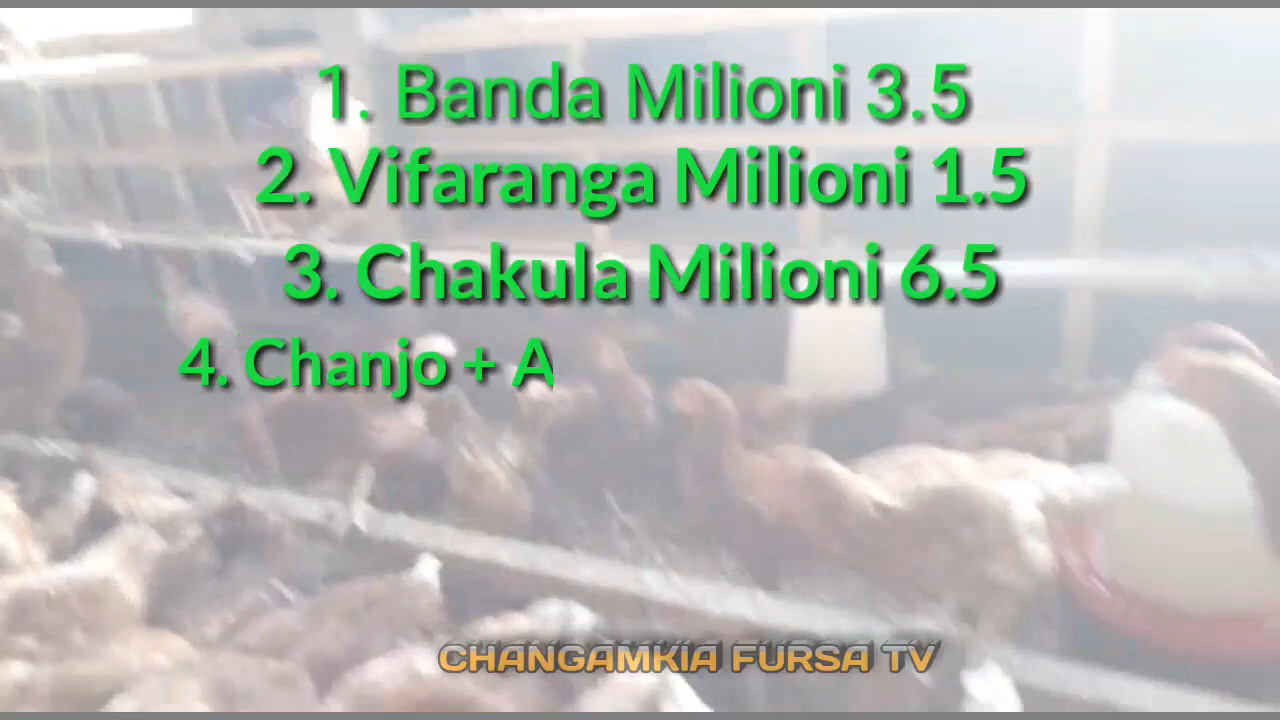 1. Banda Milioni 3.5
2. Vifaranga Milioni 1.5
3. Chakula Milioni 6.5
4. Chanjo + A
CHANGAMKIA FURSA TV